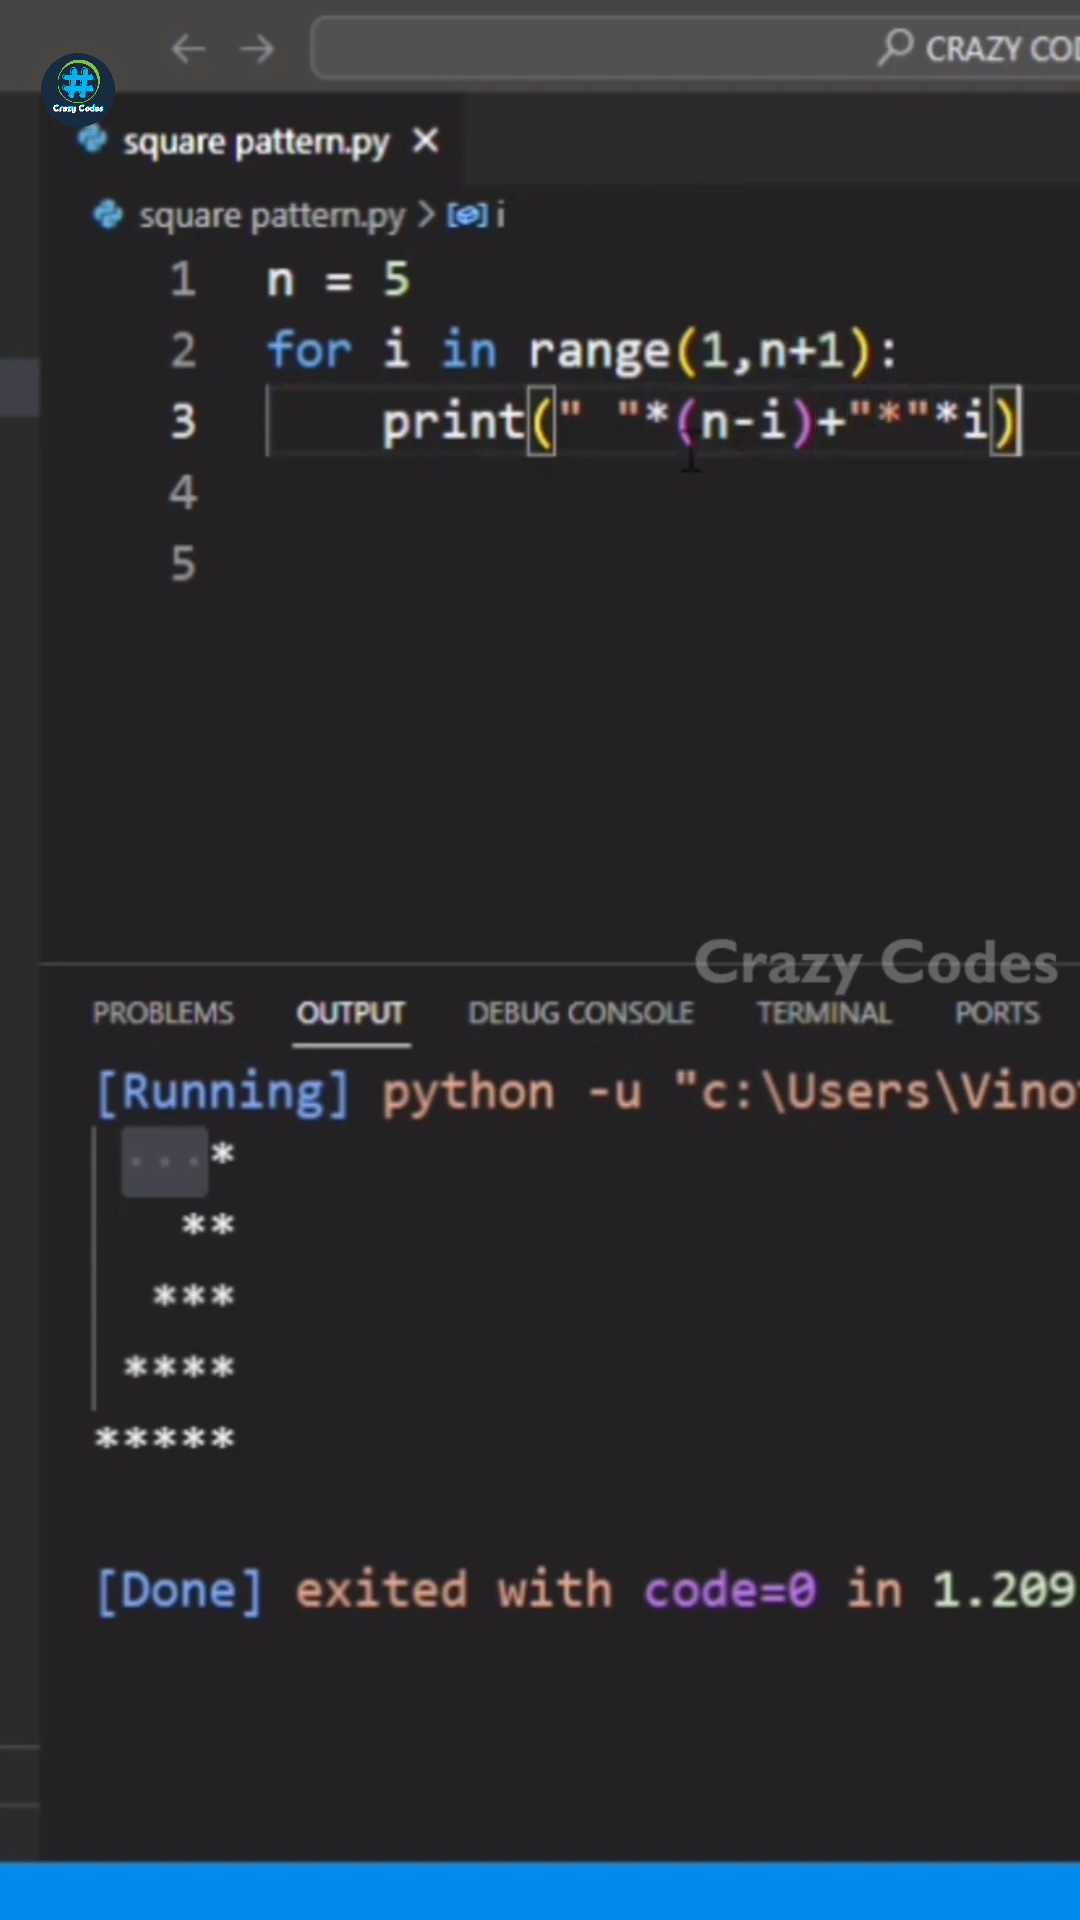 CRAZY COD
#
Crazy Codes
square pattern.py
square pattern.py > i
1 n = 5
2 for i in range(1,n+1):
3     print(" "*(n-i)+"*"*i)
4
5
Crazy Codes
PROBLEMS OUTPUT DEBUG CONSOLE TERMINAL PORTS
[Running] python -u "c:\Users\Vino
 ···*
   **
  ***
 ****
*****
[Done] exited with code=0 in 1.209